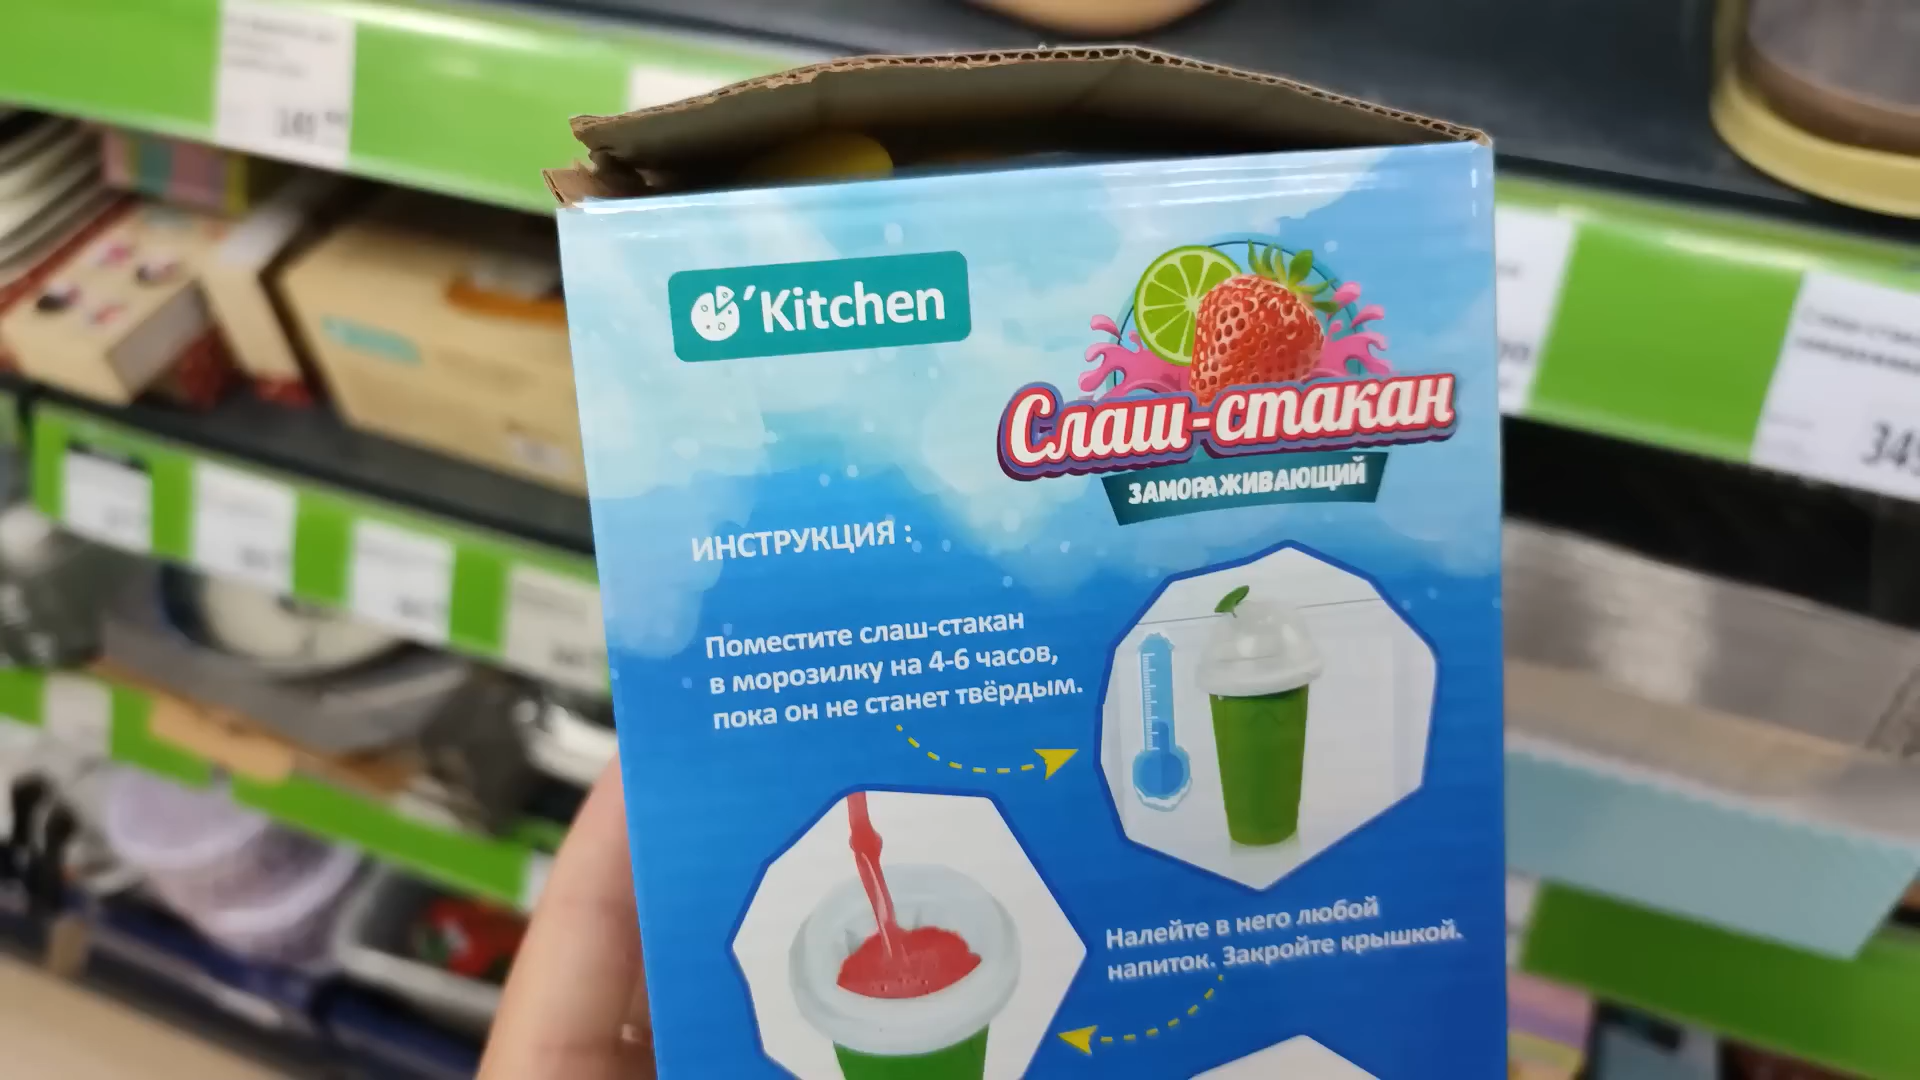 'Kitchen
Слаш-стакан
ЗАМОРАЖИВАЮЩИЙ
ИНСТРУКЦИЯ :
Поместите слаш-стакан
в морозилку на 4-6 часов,
пока он не станет твёрдым.
Налейте в него любой
напиток. Закройте крышкой.